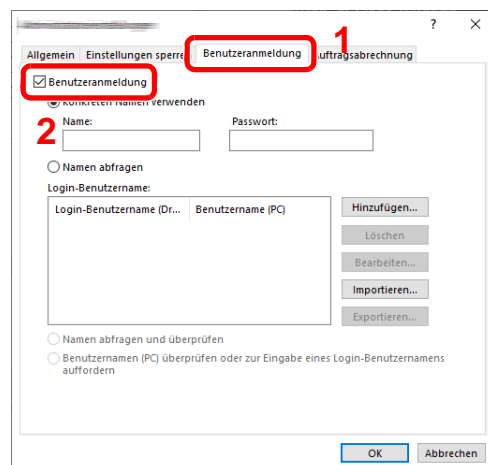 ? ×
1
Allgemein Einstellungen sperre Benutzeranmeldung uftragsabrechnung
Benutzeranmeldung
Konkreten Namen verwenden
2
Name: Passwort:
Namen abfragen
Login-Benutzername:
Login-Benutzername (Dr... Benutzername (PC)
Hinzufügen...
Löschen
Bearbeiten...
Importieren...
Exportieren...
Namen abfragen und überprüfen
Benutzernamen (PC) überprüfen oder zur Eingabe eines Login-Benutzernamens
auffordern
OK Abbrechen